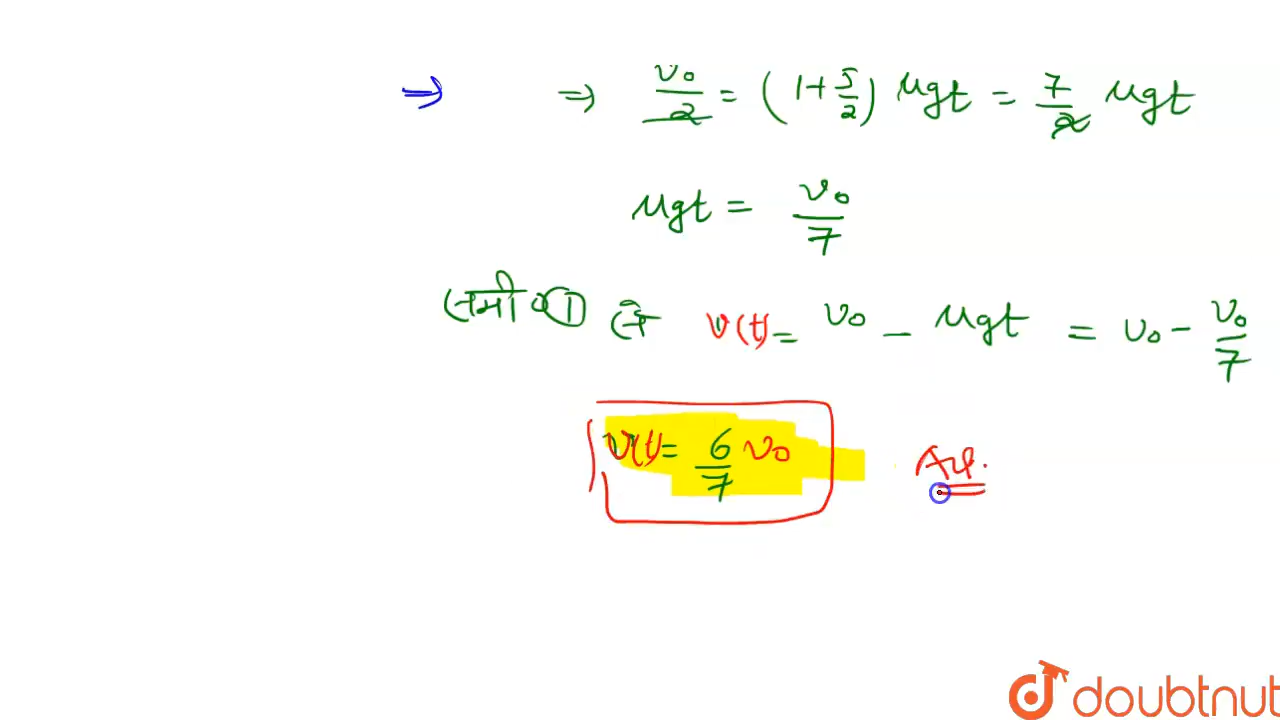 ⇒ ⇒ v₀/2 = (1 + 5/2) μgt = 7/2 μgt
μgt = v₀/7
समी० ① से v(t) = v₀ - μgt = v₀ - v₀/7
v(t) = 6/7 v₀
doubtnut